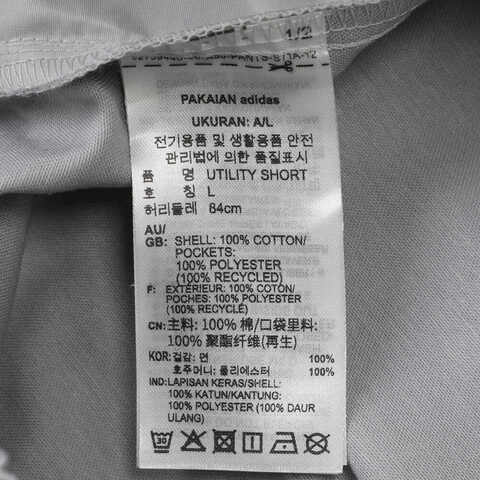 1/2
PAKAIAN adidas
UKURAN: A/L
전기용품 및 생활용품 안전
관리법에 의한 품질표시
품 명 UTILITY SHORT
호 칭 L
허리둘레 84cm
AU/
GB: SHELL: 100% COTTON/
POCKETS:
100% POLYESTER
(100% RECYCLED)
F: EXTÉRIEUR: 100% COTON/
POCHES: 100% POLYESTER
(100% RECYCLÉ)
CN: 主料: 100% 棉/口袋里料:
100% 聚酯纤维(再生)
KOR: 겉감: 면 100%
호주머니: 폴리에스터 100%
IND: LAPISAN KERAS/SHELL:
100% KATUN/KANTUNG:
100% POLYESTER (100% DAUR
ULANG)
30